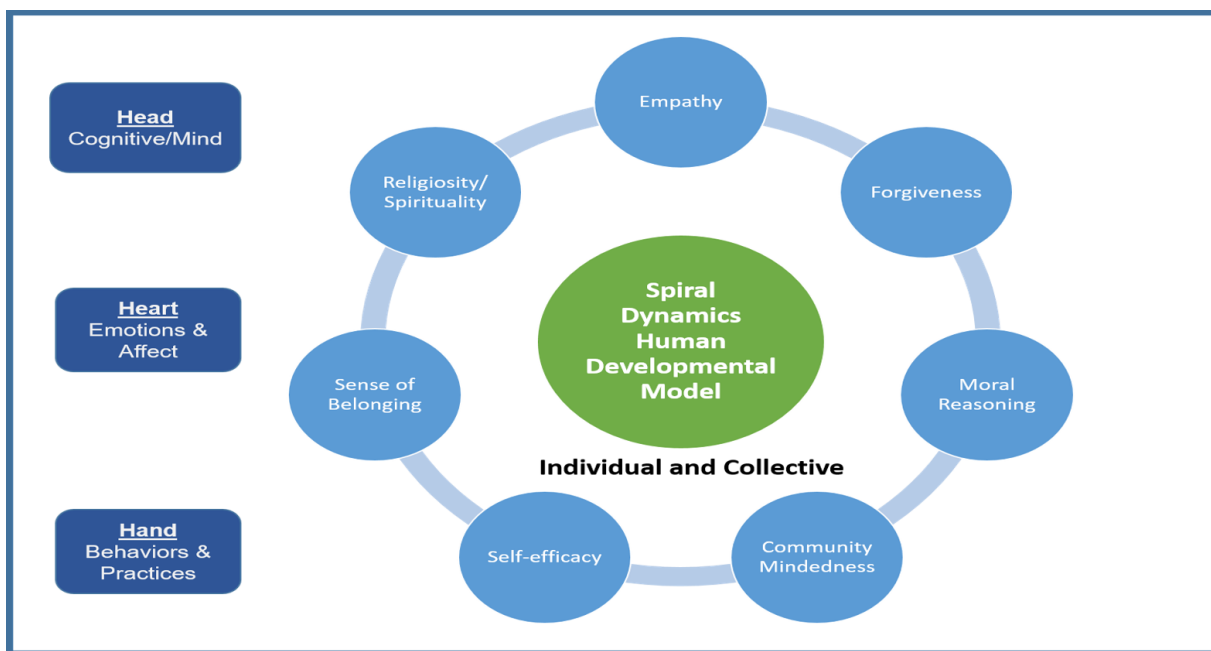 Head
Cognitive/Mind
Heart
Emotions &
Affect
Hand
Behaviors &
Practices
Empathy
Forgiveness
Moral
Reasoning
Community
Mindedness
Self-efficacy
Sense of
Belonging
Religiosity/
Spirituality
Spiral
Dynamics
Human
Developmental
Model
Individual and Collective